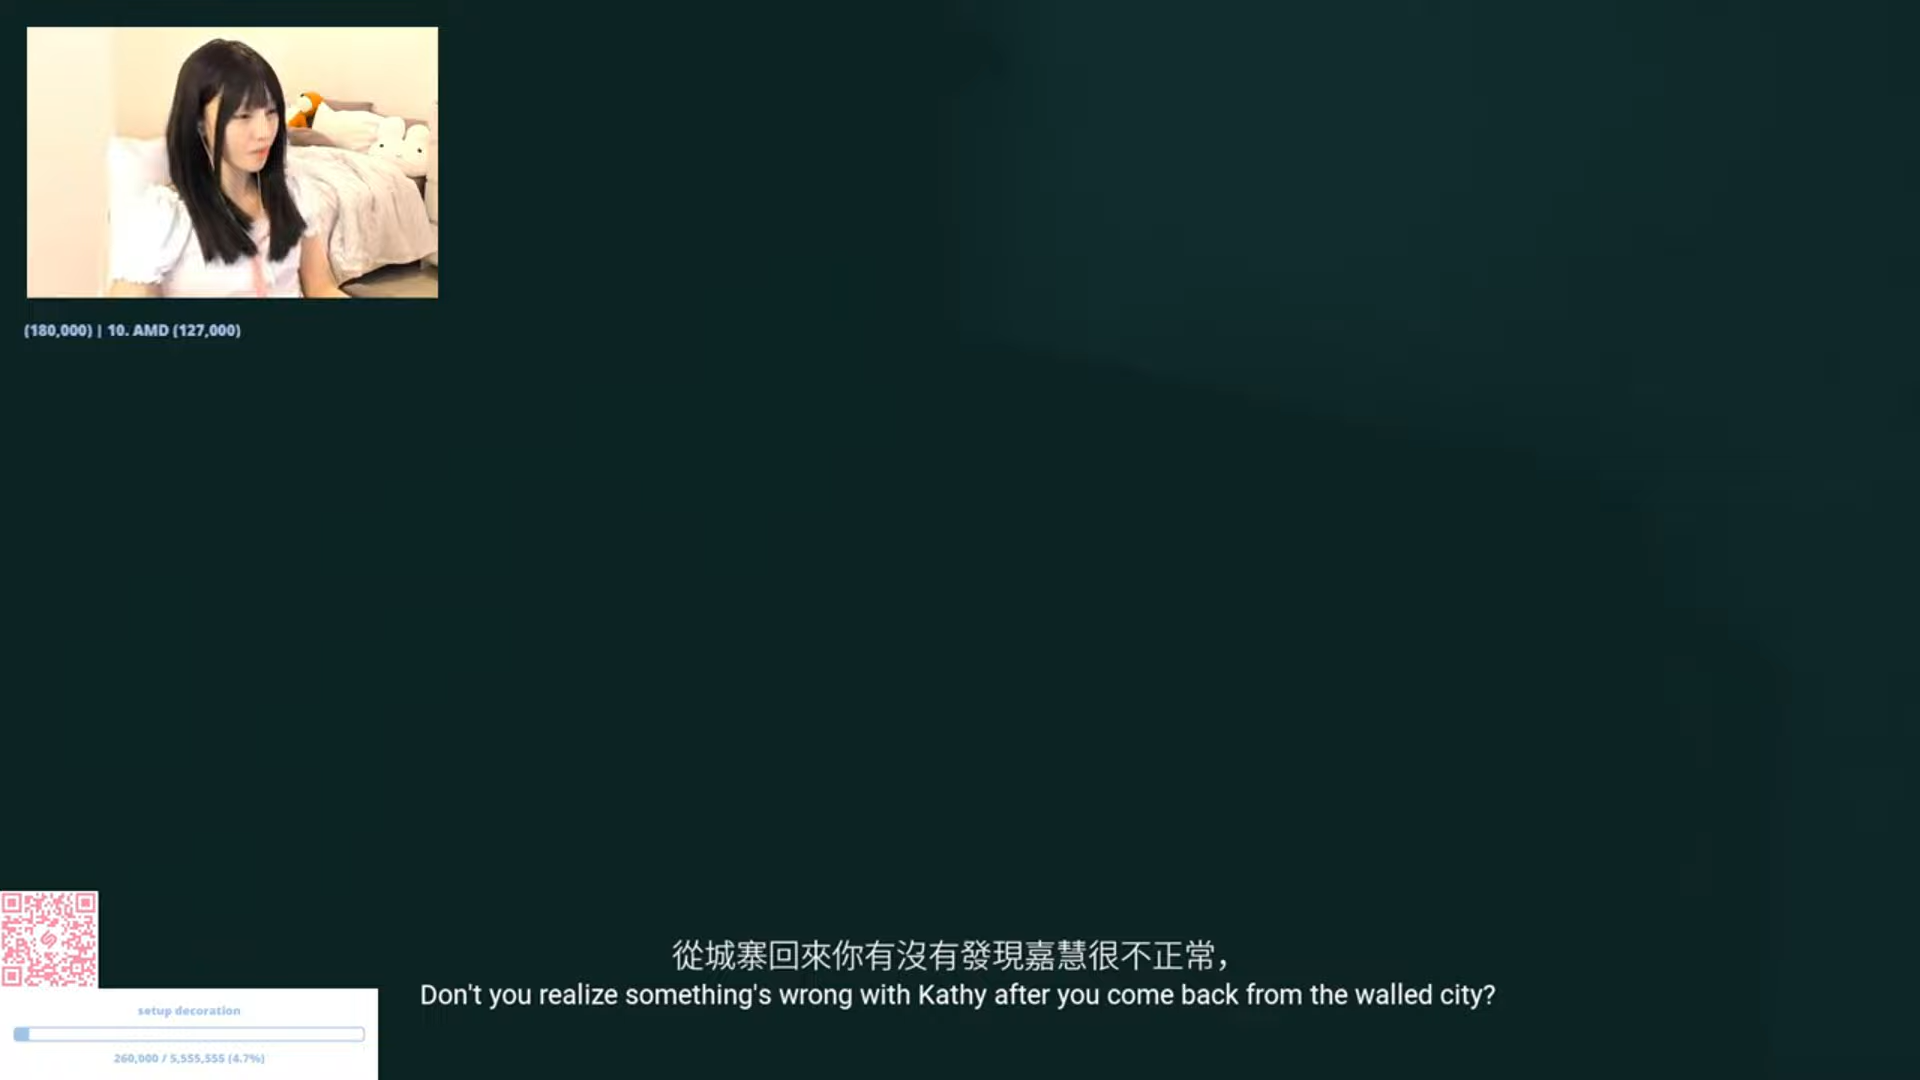 (180,000) | 10. AMD (127,000)
從城寨回來你有沒有發現嘉慧很不正常，
Don't you realize something's wrong with Kathy after you come back from the walled city?
setup decoration
260,000 / 5,555,555 (4.7%)